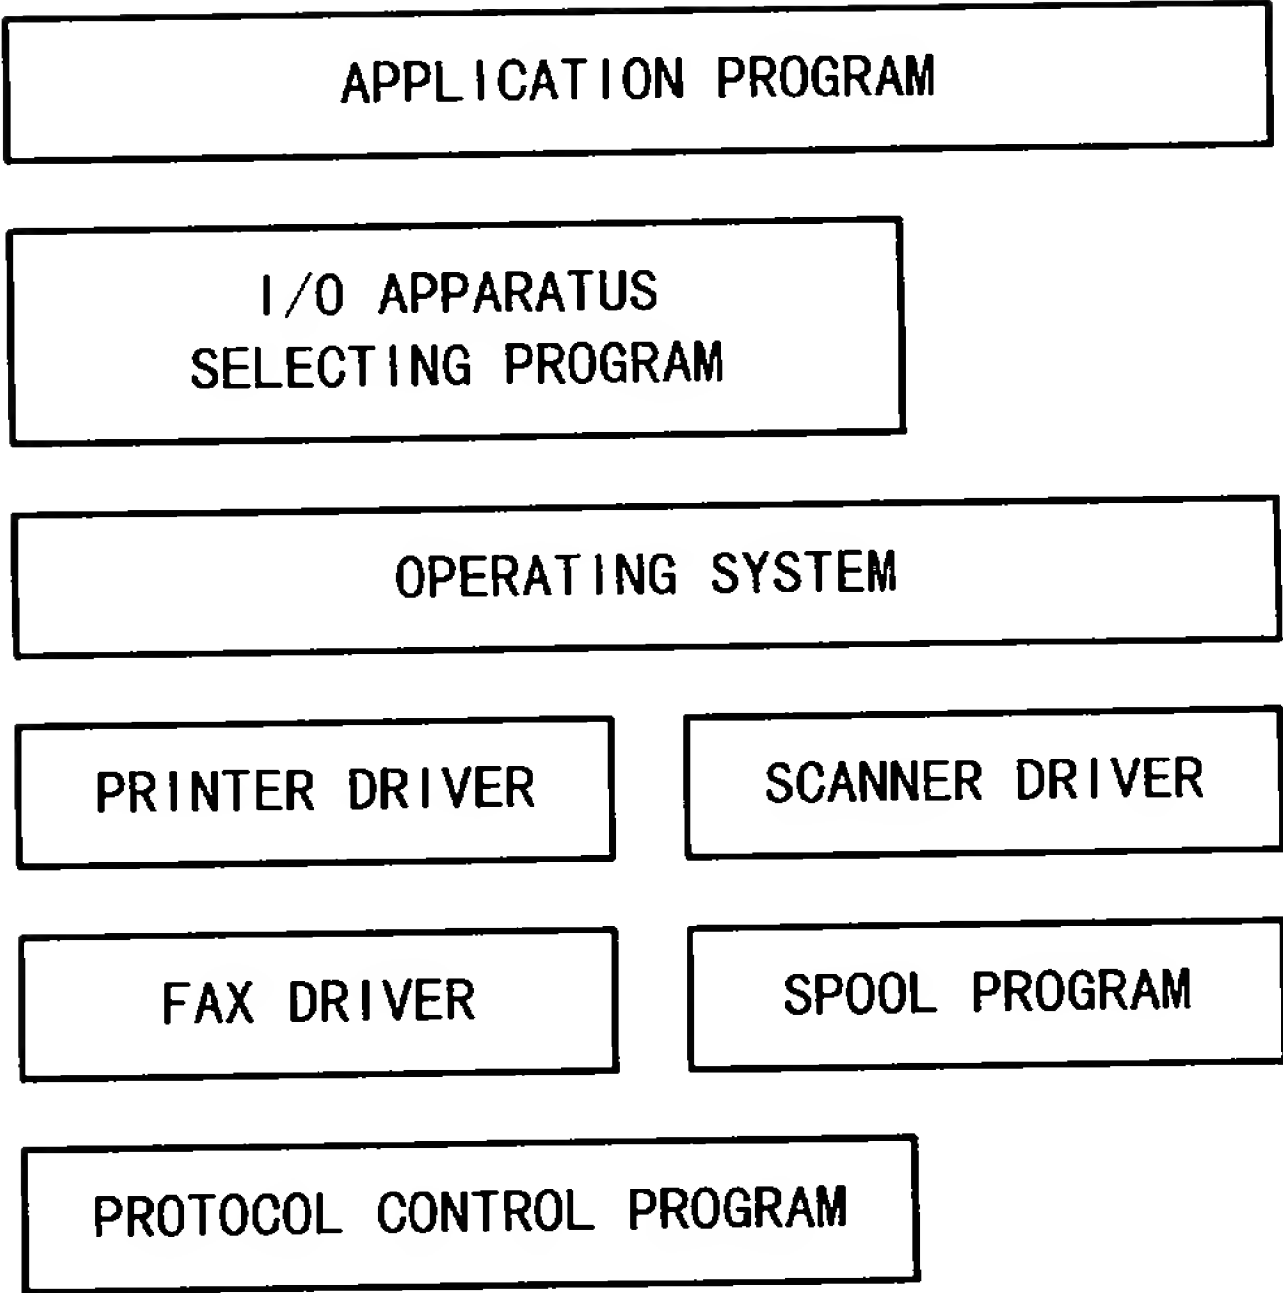 APPLICATION PROGRAM
I/O APPARATUS
SELECTING PROGRAM
OPERATING SYSTEM
PRINTER DRIVER
SCANNER DRIVER
FAX DRIVER
SPOOL PROGRAM
PROTOCOL CONTROL PROGRAM